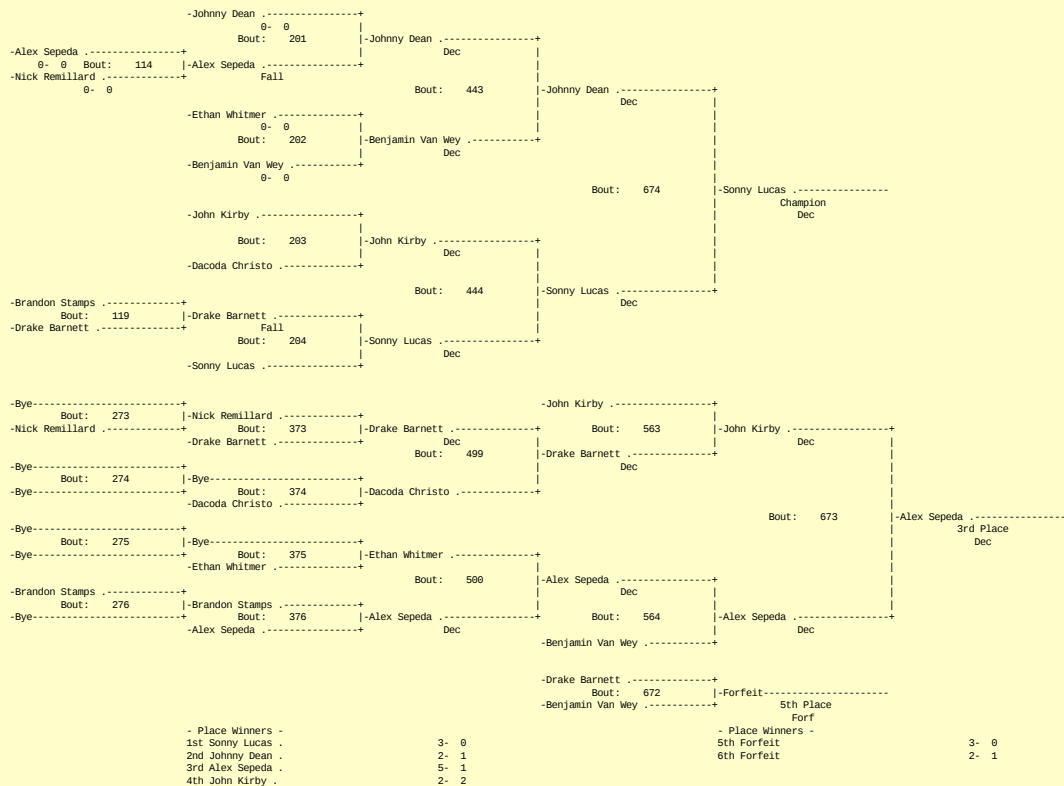 -Johnny Dean .---------------+
0-  0                |
Bout:    201         |-Johnny Dean .---------------+
-Alex Sepeda .---------------+             |             Dec             |
0-  0   Bout:    114     |-Alex Sepeda .---------------+             |
-Nick Remillard .------------+            Fall                             |
0-  0                                                   Bout:    443         |-Johnny Dean .---------------+
|             Dec             |
-Ethan Whitmer .-------------+             |
0-  0                |             |
Bout:    202         |-Benjamin Van Wey .----------+
|             Dec             |
-Benjamin Van Wey .----------+
0-  0
Bout:    674         |-Sonny Lucas .---------------
Champion
-John Kirby .----------------+             Dec
|
Bout:    203         |-John Kirby .----------------+
|             Dec             |
-Dacoda Christo .------------+             |
|
Bout:    444         |-Sonny Lucas .---------------+
-Brandon Stamps .------------+             |             Dec
Bout:    119         |-Drake Barnett .-------------+             |
-Drake Barnett .-------------+            Fall             |             |
Bout:    204         |-Sonny Lucas .---------------+
|             Dec
-Sonny Lucas .---------------+
-Bye-------------------------+             -John Kirby .----------------+
Bout:    273         |-Nick Remillard .------------+             |
-Nick Remillard .------------+        Bout:    373         |-Drake Barnett .-------------+        Bout:    563         |-John Kirby .----------------+
-Drake Barnett .-------------+             Dec             |             |             Dec             |
Bout:    499         |-Drake Barnett .-------------+             |
-Bye-------------------------+             |             Dec             |
Bout:    274         |-Bye-------------------------+             |
-Bye-------------------------+        Bout:    374         |-Dacoda Christo .------------+
-Dacoda Christo .------------+
Bout:    673         |-Alex Sepeda .---------------
-Bye-------------------------+             3rd Place
Bout:    275         |-Bye-------------------------+             Dec
-Bye-------------------------+        Bout:    375         |-Ethan Whitmer .-------------+
-Ethan Whitmer .-------------+             |
Bout:    500         |-Alex Sepeda .---------------+
-Brandon Stamps .------------+             |             Dec             |
Bout:    276         |-Brandon Stamps .------------+             |             |
-Bye-------------------------+        Bout:    376         |-Alex Sepeda .---------------+        Bout:    564         |-Alex Sepeda .---------------+
-Alex Sepeda .---------------+             Dec             |             Dec
-Benjamin Van Wey .----------+
-Drake Barnett .-------------+
Bout:    672         |-Forfeit---------------------
-Benjamin Van Wey .----------+             5th Place
Forf
- Place Winners -             - Place Winners -
1st Sonny Lucas .             3-  0             5th Forfeit             3-  0
2nd Johnny Dean .             2-  1             6th Forfeit             2-  1
3rd Alex Sepeda .             5-  1
4th John Kirby .             2-  2